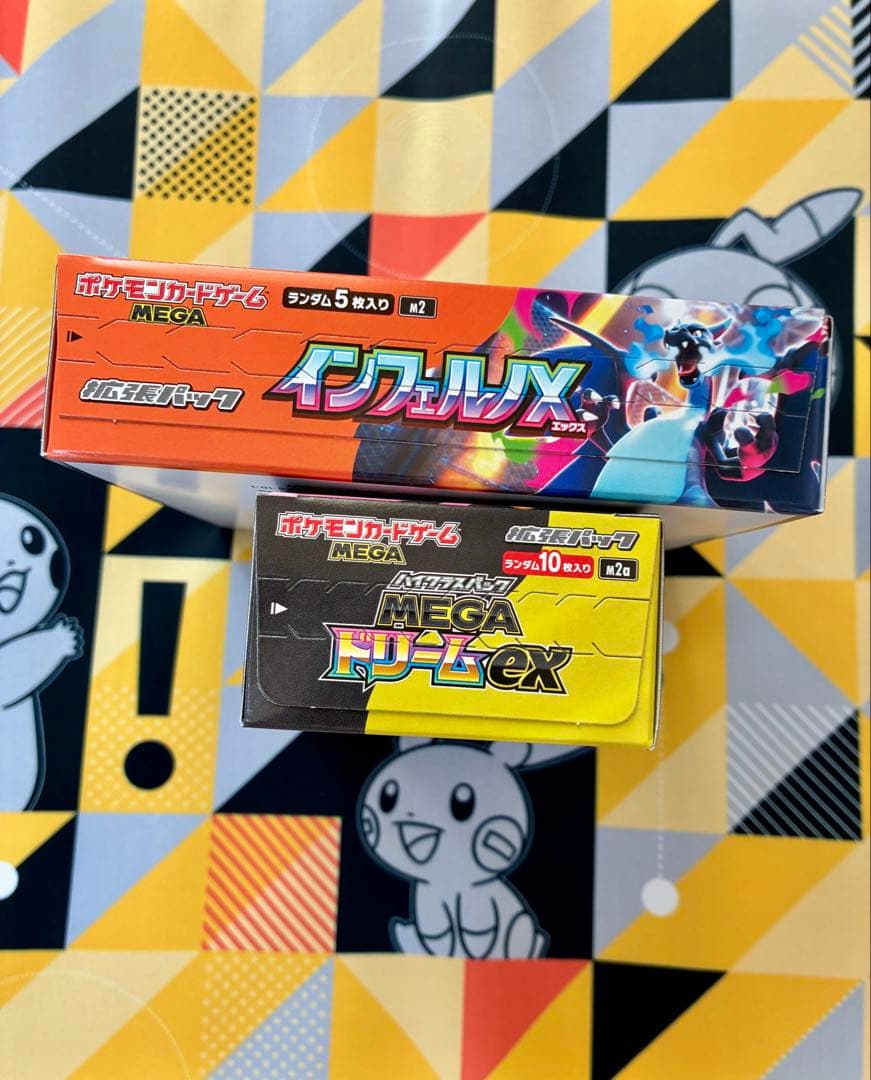 ポケモンカードゲーム
MEGA
ランダム5枚入り
M2
拡張パック
インフェルノX
エックス
ポケモンカードゲーム
MEGA
拡張パック
ランダム10枚入り
M2a
ハイクラスパック
MEGA
ドリームex